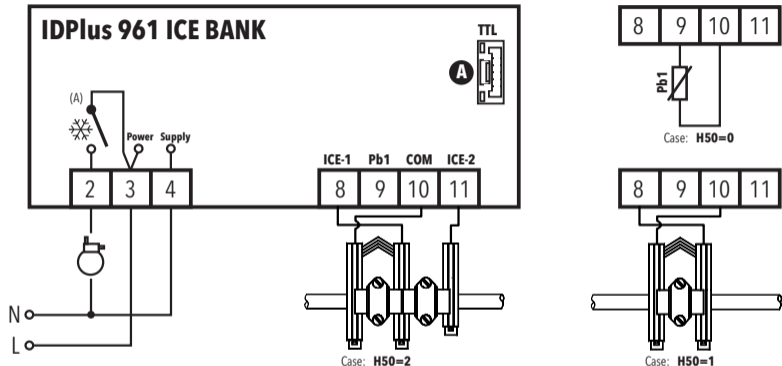 IDPlus 961 ICE BANK
TTL
A
(A)
Power Supply
ICE-1 Pb1 COM ICE-2
2 3 4
8 9 10 11
N
L
Case: H50=2
8 9 10 11
Pb1
Case: H50=0
8 9 10 11
Case: H50=1